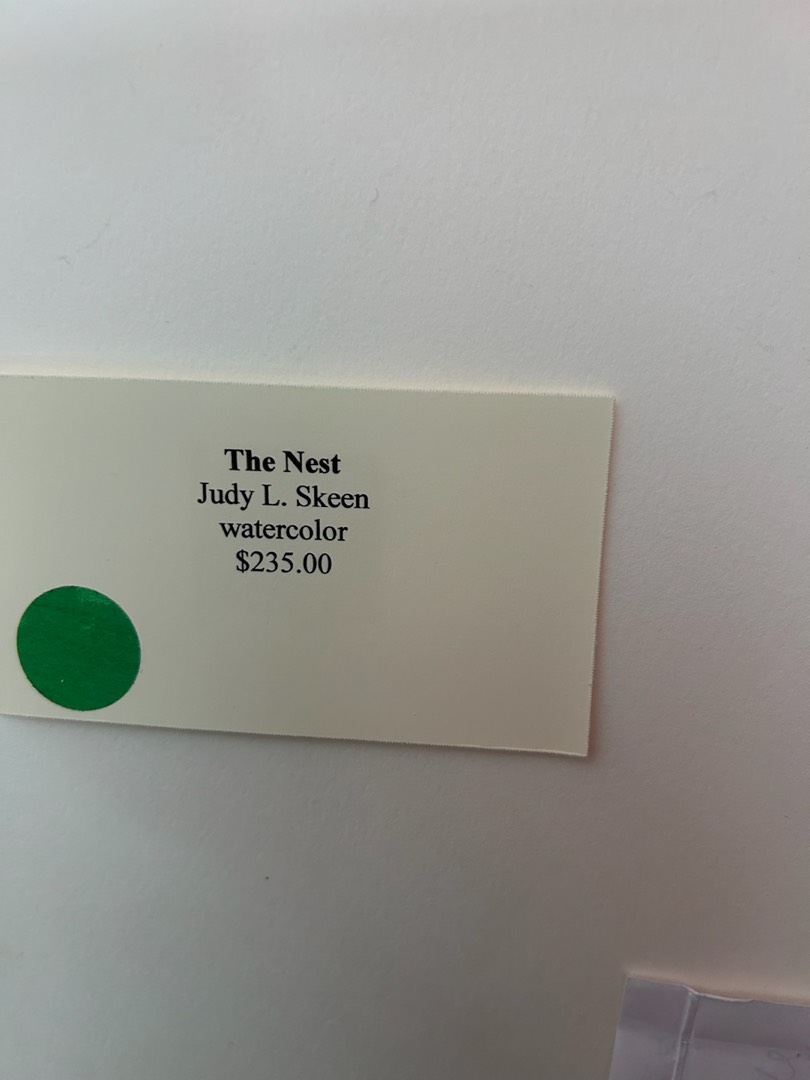 The Nest
Judy L. Skeen
watercolor
$235.00